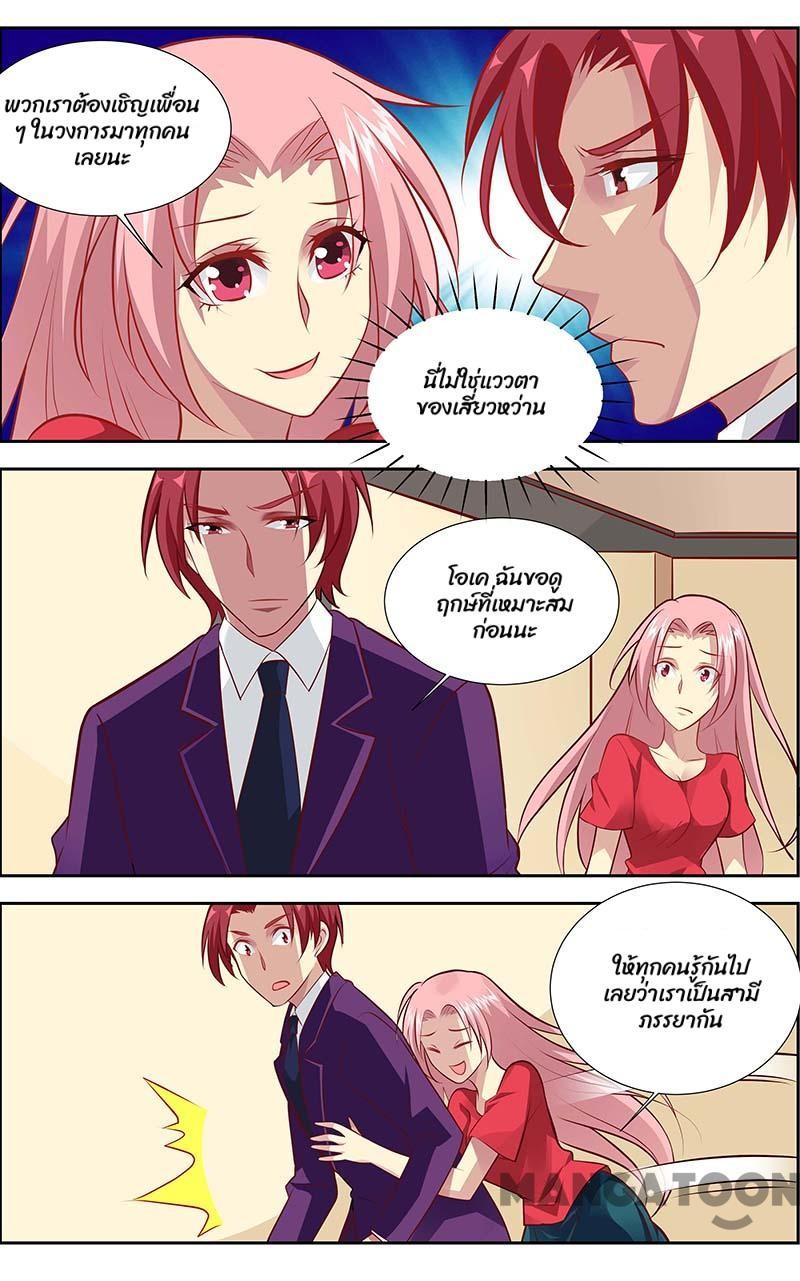 พวกเราต้องเชิญเพื่อน
ๆ ในวงการมาทุกคน
เลยนะ
นี่ไม่ใช่แววตา
ของเสี่ยวหว่าน
โอเค ฉันขอดู
ฤกษ์ที่เหมาะสม
ก่อนนะ
ให้ทุกคนรู้กันไป
เลยว่าเราเป็นสามี
ภรรยากัน
MANGATOON